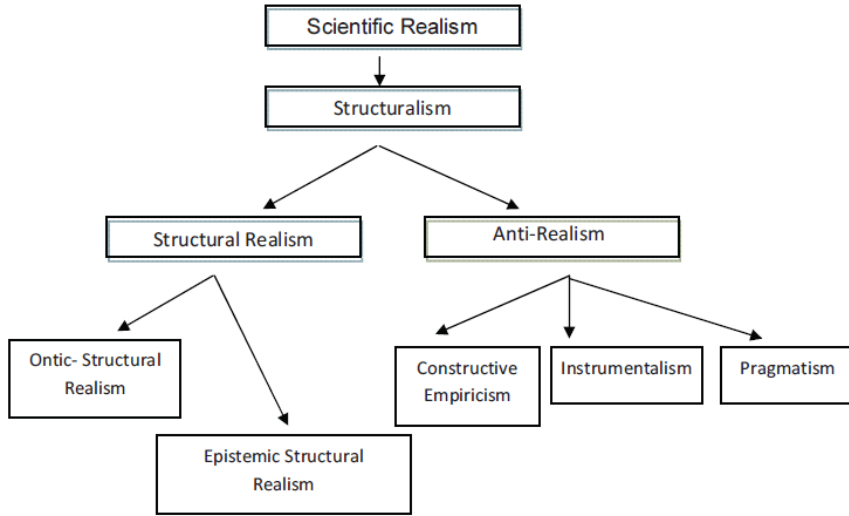 Scientific Realism
Structuralism
Structural Realism
Anti-Realism
Ontic- Structural
Realism
Constructive
Empiricism
Instrumentalism
Pragmatism
Epistemic Structural
Realism